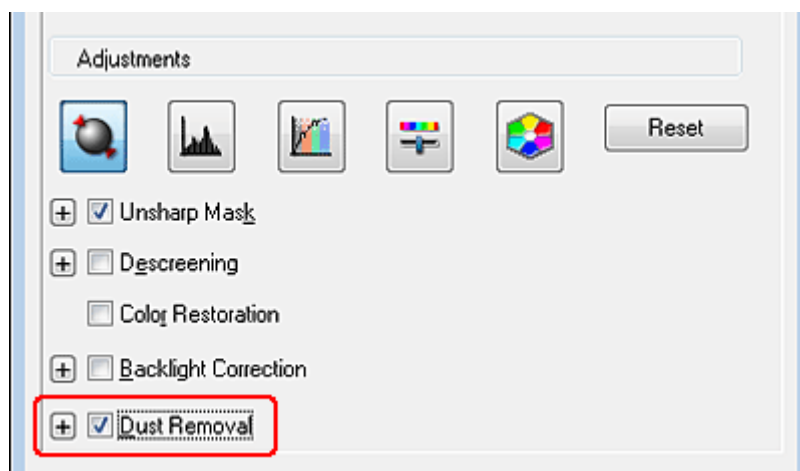 Adjustments
Reset
Unsharp Mask
Descreening
Color Restoration
Backlight Correction
Dust Removal